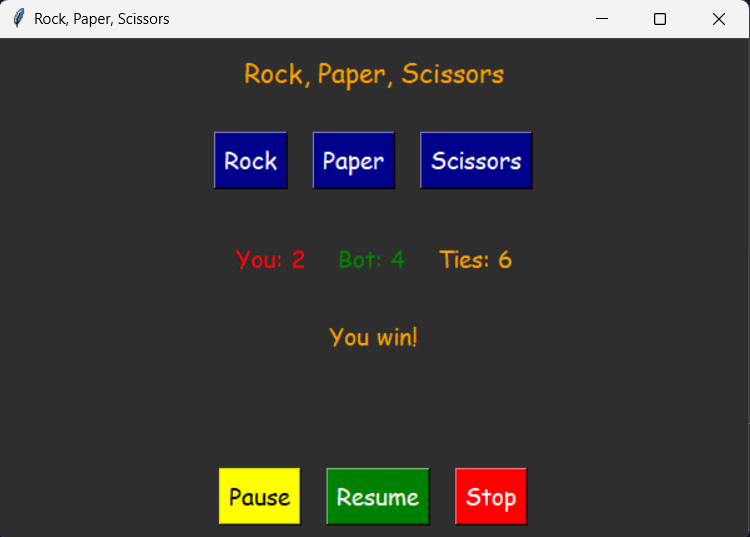 Rock, Paper, Scissors
Rock, Paper, Scissors
Rock Paper Scissors
You: 2 Bot: 4 Ties: 6
You win!
Pause Resume Stop